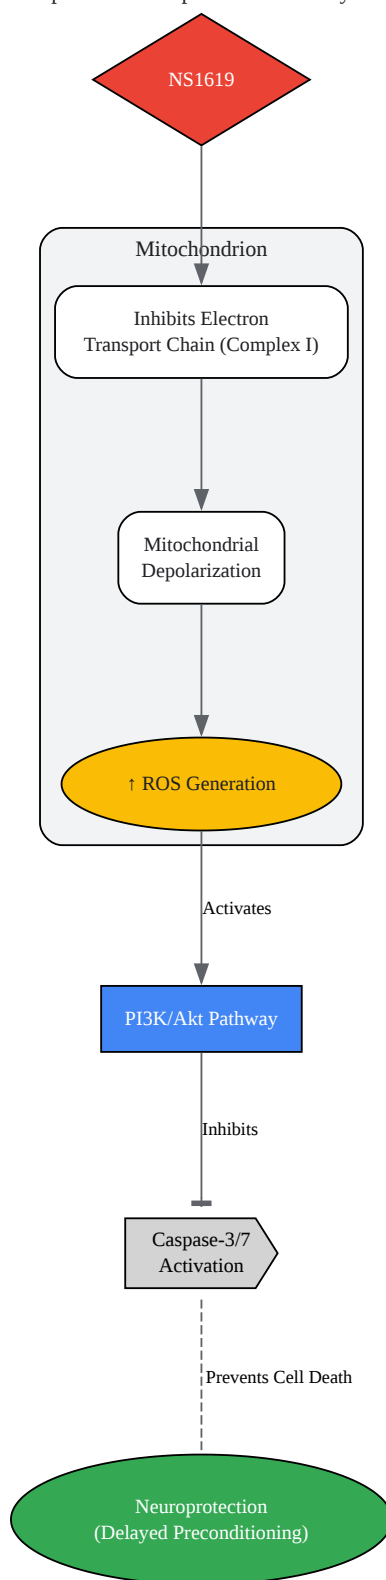 NS1619
Mitochondrion
Inhibits Electron
Transport Chain (Complex I)
Mitochondrial
Depolarization
↑ ROS Generation
Activates
PI3K/Akt Pathway
Inhibits
Caspase-3/7
Activation
Prevents Cell Death
Neuroprotection
(Delayed Preconditioning)